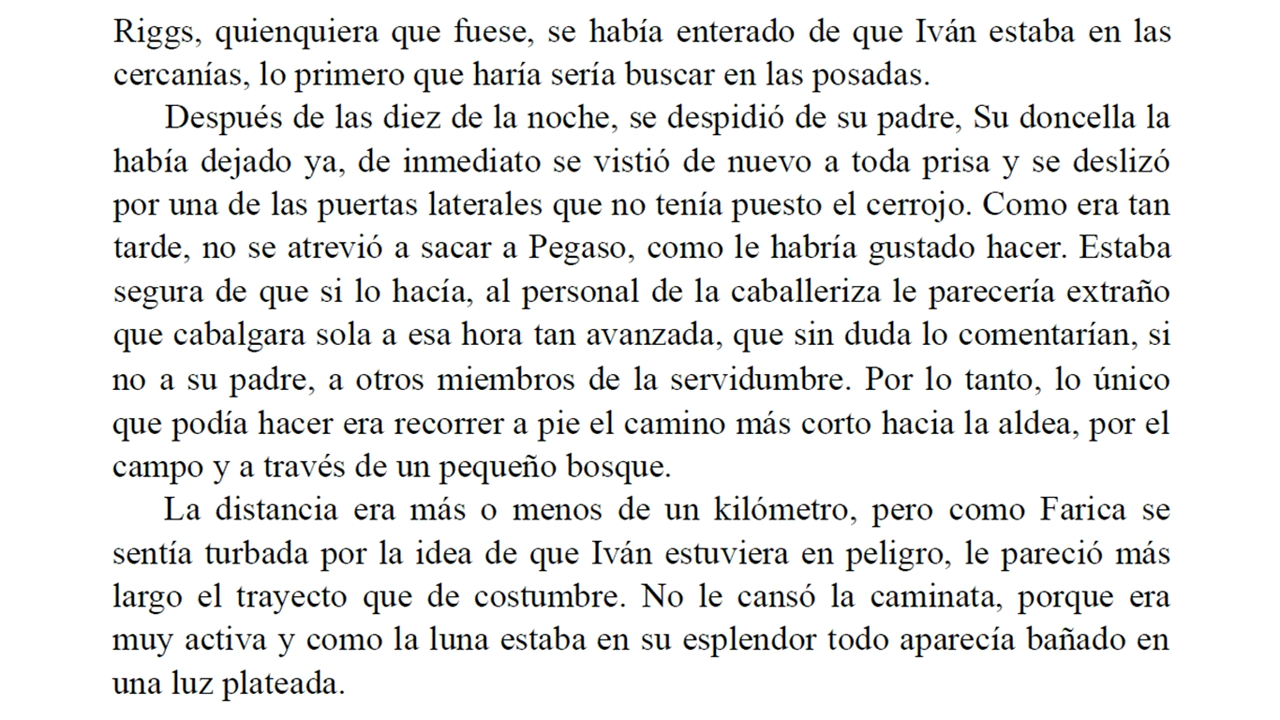 Riggs, quienquiera que fuese, se había enterado de que Iván estaba en las
cercanías, lo primero que haría sería buscar en las posadas.
Después de las diez de la noche, se despidió de su padre, Su doncella la
había dejado ya, de inmediato se vistió de nuevo a toda prisa y se deslizó
por una de las puertas laterales que no tenía puesto el cerrojo. Como era tan
tarde, no se atrevió a sacar a Pegaso, como le habría gustado hacer. Estaba
segura de que si lo hacía, al personal de la caballeriza le parecería extraño
que cabalgara sola a esa hora tan avanzada, que sin duda lo comentarían, si
no a su padre, a otros miembros de la servidumbre. Por lo tanto, lo único
que podía hacer era recorrer a pie el camino más corto hacia la aldea, por el
campo y a través de un pequeño bosque.
La distancia era más o menos de un kilómetro, pero como Farica se
sentía turbada por la idea de que Iván estuviera en peligro, le pareció más
largo el trayecto que de costumbre. No le cansó la caminata, porque era
muy activa y como la luna estaba en su esplendor todo aparecía bañado en
una luz plateada.